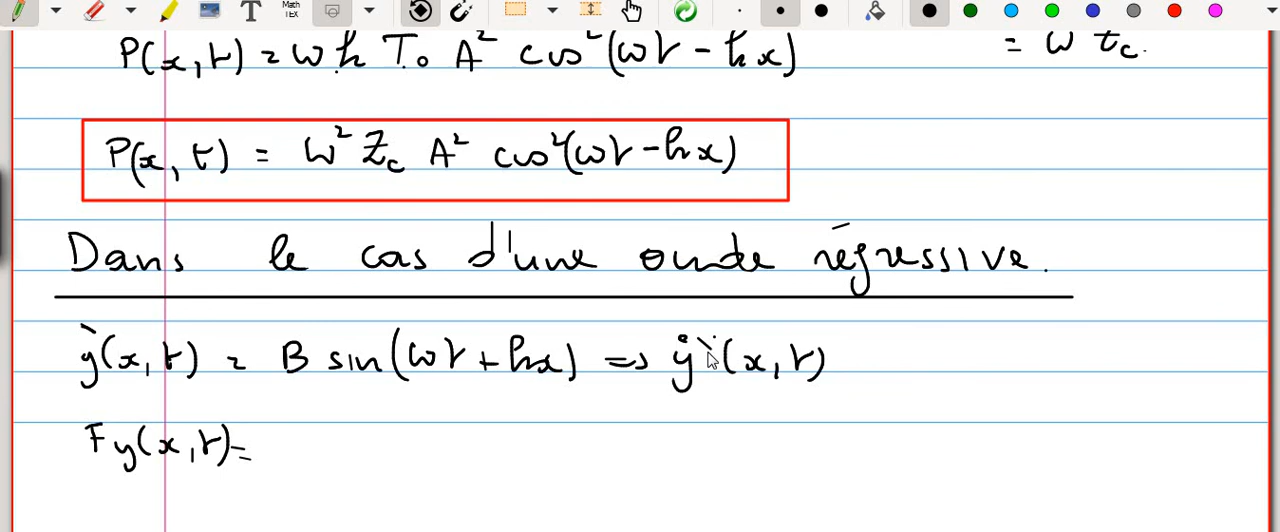 P(x,t) = ω k T₀ A² cos²(ωt - kx)
= ω Zc.
P(x,t) = ω² Zc A² cos²(ωt - kx)
Dans le cas d'une onde régressive.
y(x,t) = B sin(ωt + kx) => ẏ(x,t)
Fy(x,t) =